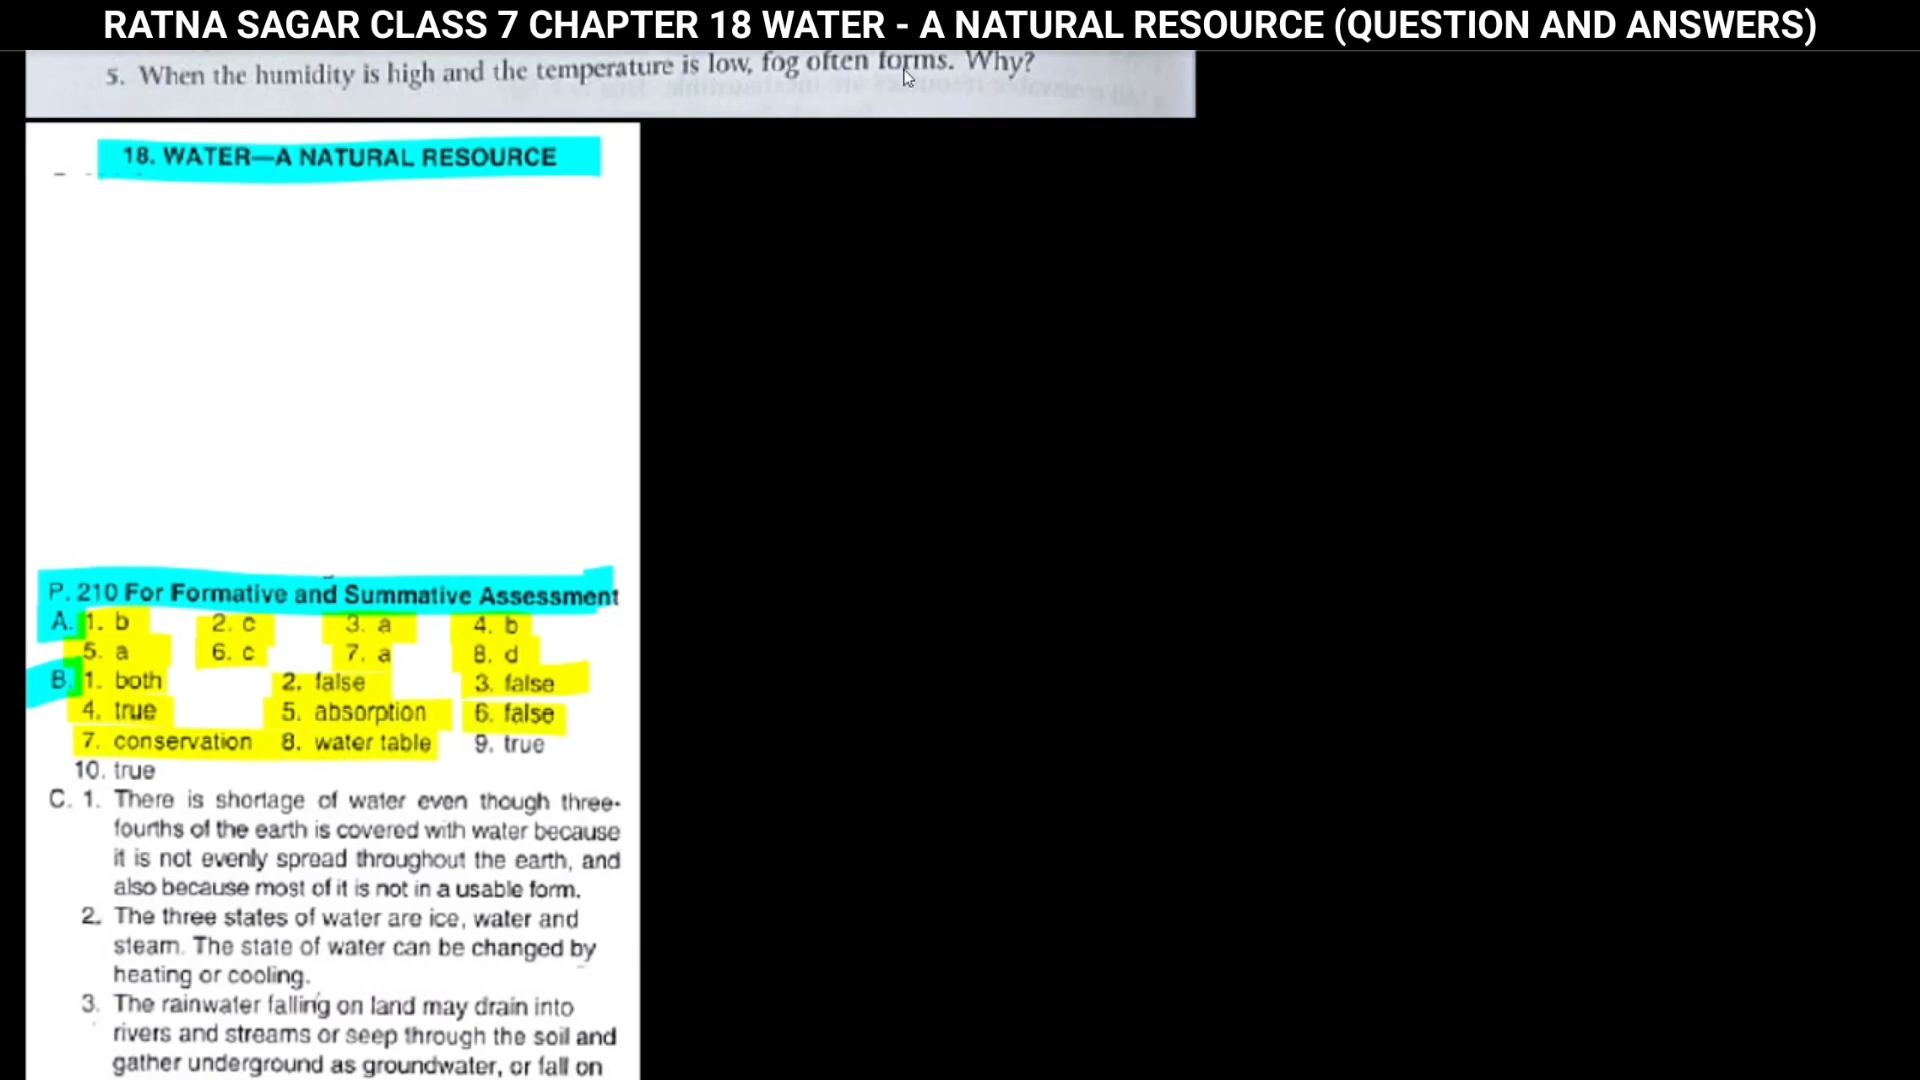 RATNA SAGAR CLASS 7 CHAPTER 18 WATER - A NATURAL RESOURCE (QUESTION AND ANSWERS)
5. When the humidity is high and the temperature is low, fog often forms. Why?
18. WATER—A NATURAL RESOURCE
P. 210 For Formative and Summative Assessment
A. 1. b 2. c 3. a 4. b
5. a 6. c 7. a 8. d
B. 1. both 2. false 3. false
4. true 5. absorption 6. false
7. conservation 8. water table 9. true
10. true
C. 1. There is shortage of water even though three-
fourths of the earth is covered with water because
it is not evenly spread throughout the earth, and
also because most of it is not in a usable form.
2. The three states of water are ice, water and
steam. The state of water can be changed by
heating or cooling.
3. The rainwater falling on land may drain into
rivers and streams or seep through the soil and
gather underground as groundwater, or fall on